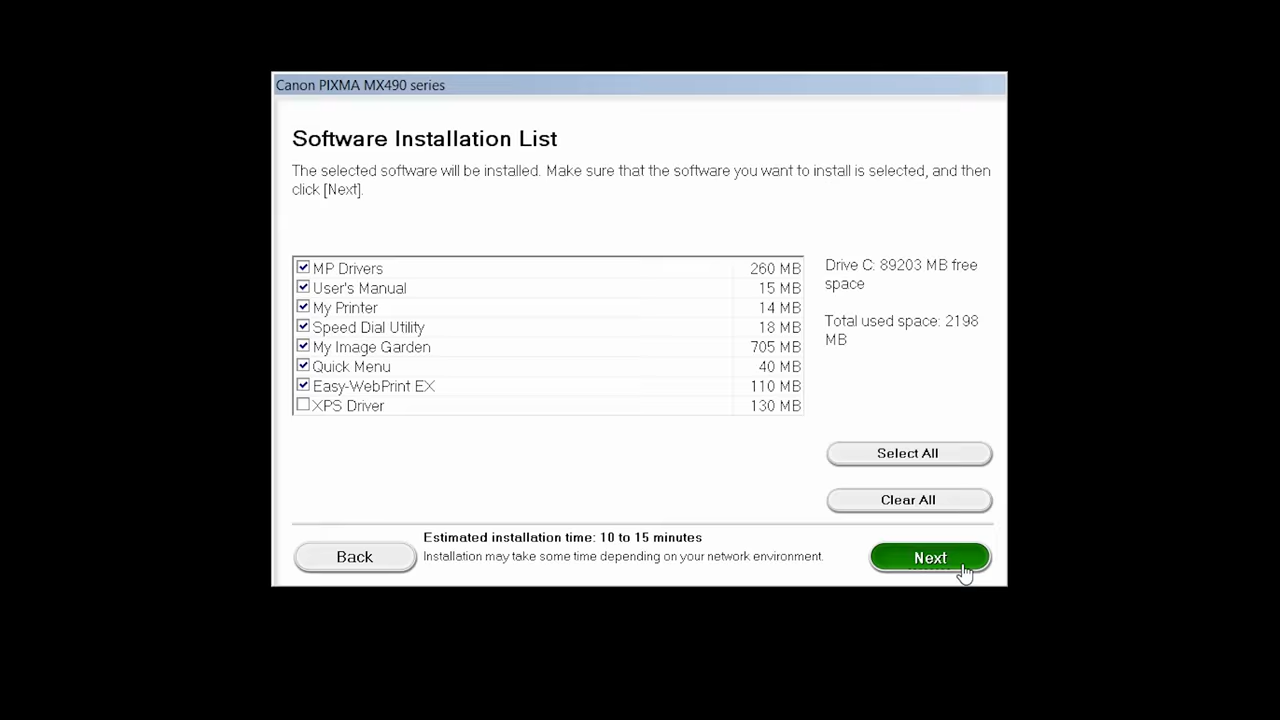 Canon PIXMA MX490 series
Software Installation List
The selected software will be installed. Make sure that the software you want to install is selected, and then
click [Next].
MP Drivers 260 MB
User's Manual 15 MB
My Printer 14 MB
Speed Dial Utility 18 MB
My Image Garden 705 MB
Quick Menu 40 MB
Easy-WebPrint EX 110 MB
XPS Driver 130 MB
Drive C: 89203 MB free
space
Total used space: 2198
MB
Select All
Clear All
Estimated installation time: 10 to 15 minutes
Installation may take some time depending on your network environment.
Back
Next